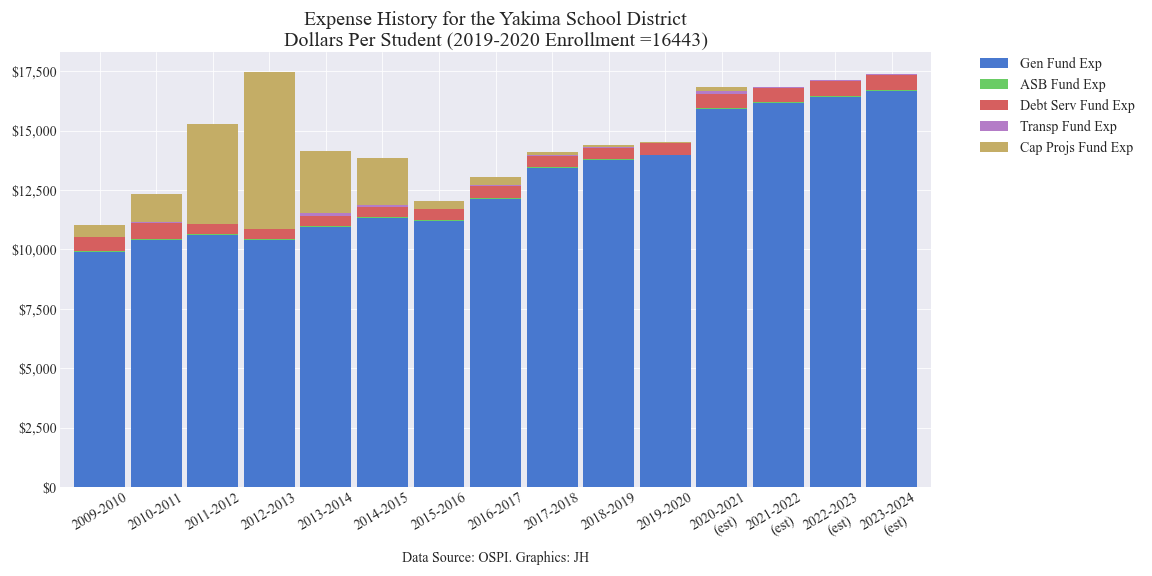 Expense History for the Yakima School District
Dollars Per Student (2019-2020 Enrollment =16443)
$17,500
$15,000
$12,500
$10,000
$7,500
$5,000
$2,500
$0
Gen Fund Exp
ASB Fund Exp
Debt Serv Fund Exp
Transp Fund Exp
Cap Projs Fund Exp
2009-2010
2010-2011
2011-2012
2012-2013
2013-2014
2014-2015
2015-2016
2016-2017
2017-2018
2018-2019
2019-2020
2020-2021
(est)
2021-2022
(est)
2022-2023
(est)
2023-2024
(est)
Data Source: OSPI. Graphics: JH